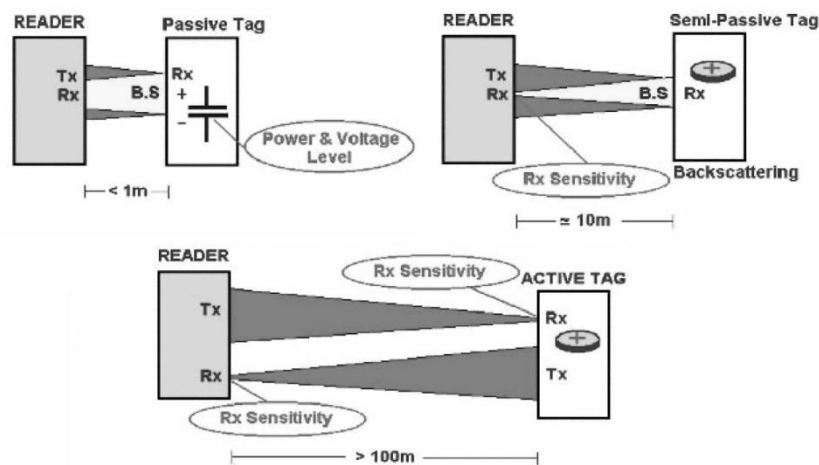 READER
Passive Tag
Tx
Rx
Rx
B.S
+
−
Power & Voltage
Level
< 1m
READER
Semi-Passive Tag
Tx
Rx
B.S
Rx
+
Rx Sensitivity
Backscattering
≃ 10m
READER
Rx Sensitivity
ACTIVE TAG
Tx
Rx
+
Rx
Tx
Rx Sensitivity
> 100m